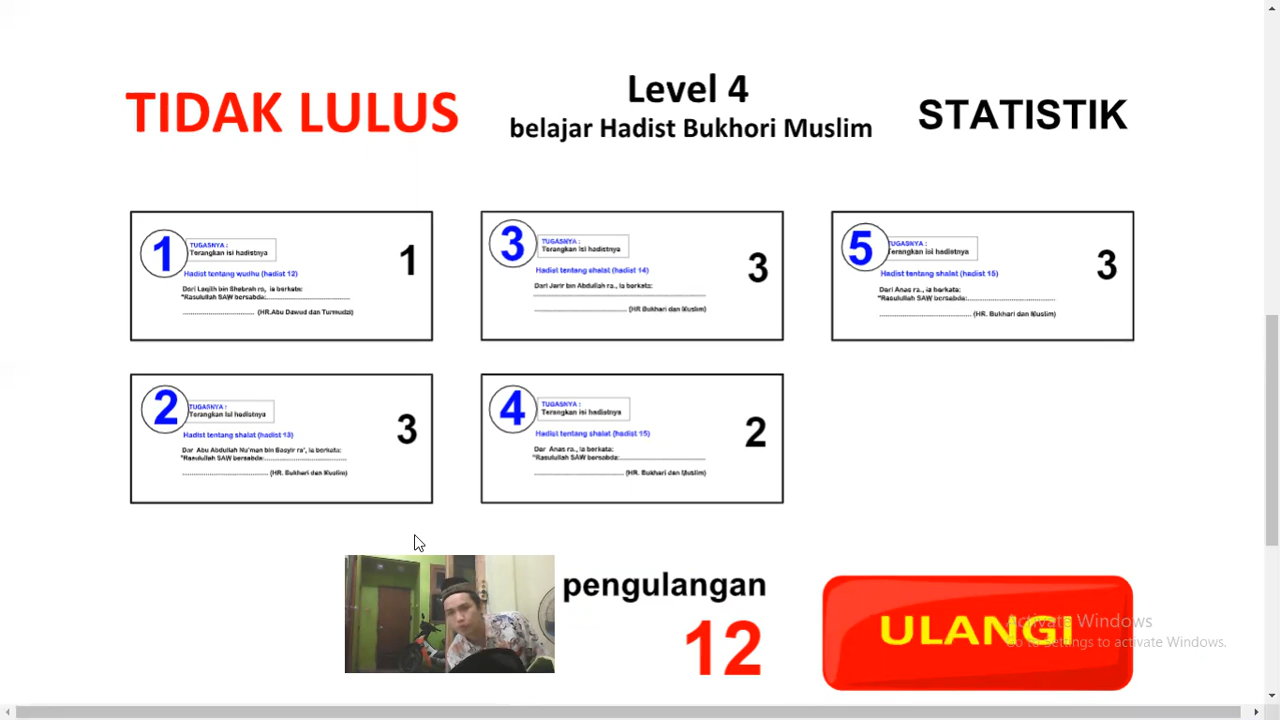 TIDAK LULUS
Level 4
belajar Hadist Bukhori Muslim
STATISTIK
1
TUGASNYA :
Terangkan isi hadistnya
1
Hadist tentang wudhu (hadist 12)
Dari Laqith bin Shabrah ra, ia berkata:
"Rasulullah SAW bersabda:
(HR.Abu Dawud dan Turmudzi)
3
TUGASNYA :
Terangkan isi hadistnya
3
Hadist tentang shalat (hadist 14)
Dari Jarir bin Abdullah ra., ia berkata:
(HR Bukhari dan Muslim)
5
TUGASNYA :
Terangkan isi hadistnya
3
Hadist tentang shalat (hadist 15)
Dari Anas ra., ia berkata:
"Rasulullah SAW bersabda:
(HR. Bukhari dan Muslim)
2
TUGASNYA :
Terangkan isi hadistnya
3
Hadist tentang shalat (hadist 13)
Dar Abu Abdullah Nu'man bin Basyir ra', ia berkata:
"Rasulullah SAW bersabda:
(HR. Bukhari dan Muslim)
4
TUGASNYA :
Terangkan isi hadistnya
2
Hadist tentang shalat (hadist 15)
Dar Anas ra., ia berkata:
"Rasulullah SAW bersabda:
(HR. Bukhari dan Muslim)
pengulangan
12
ULANGI
Activate Windows
Go to Settings to activate Windows.